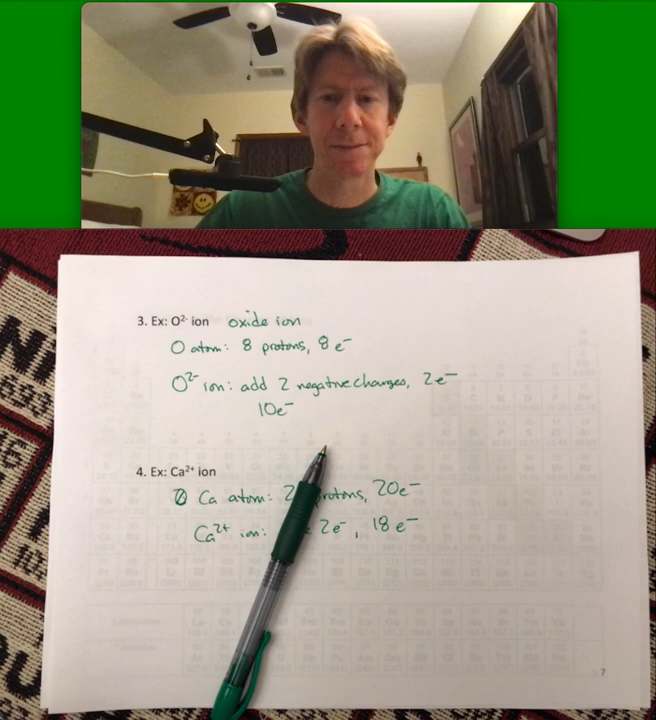 3. Ex: O²⁻ ion oxide ion
O atom: 8 protons, 8 e⁻
O²⁻ ion: add 2 negative charges, 2e⁻
10e⁻
4. Ex: Ca²⁺ ion
Ca atom: 20e⁻
Ca²⁺ ion: 2e⁻, 18 e⁻
7